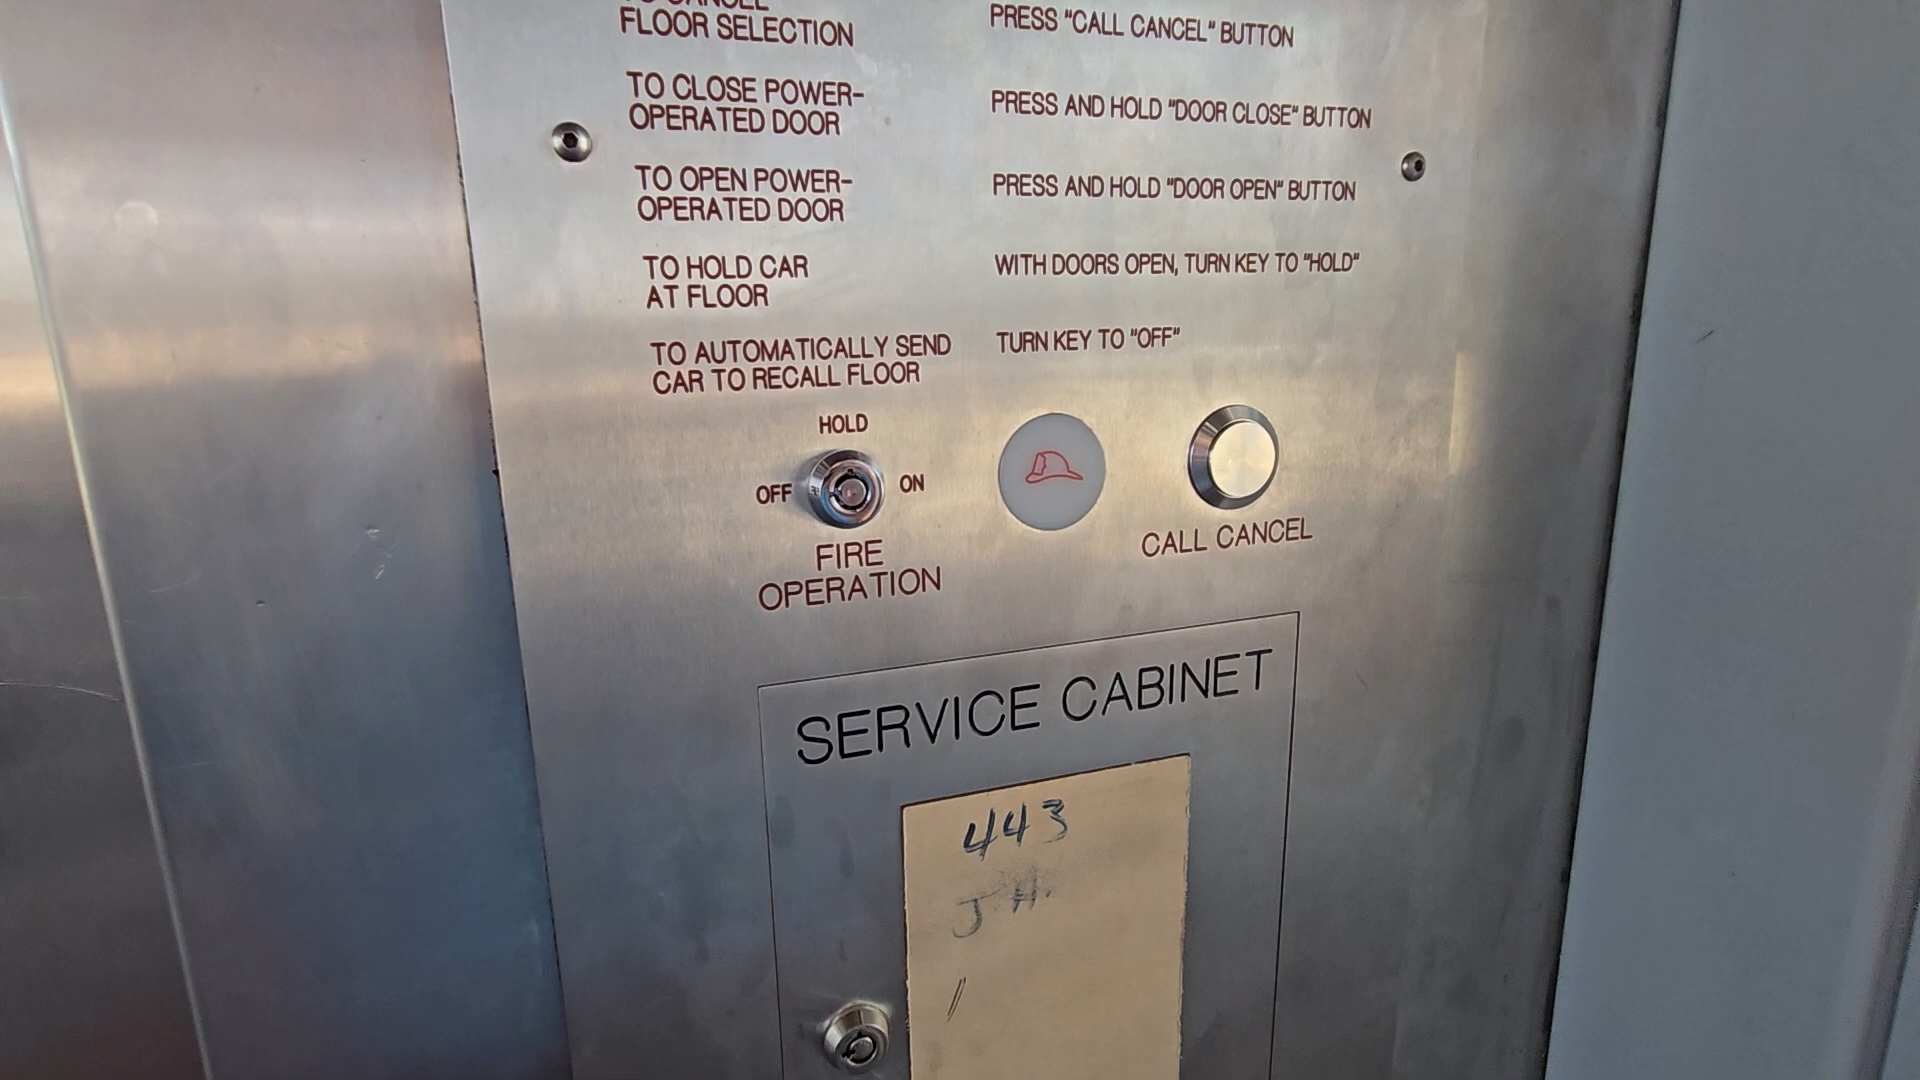 FLOOR SELECTION
PRESS "CALL CANCEL" BUTTON
TO CLOSE POWER-
OPERATED DOOR
PRESS AND HOLD "DOOR CLOSE" BUTTON
TO OPEN POWER-
OPERATED DOOR
PRESS AND HOLD "DOOR OPEN" BUTTON
TO HOLD CAR
AT FLOOR
WITH DOORS OPEN, TURN KEY TO "HOLD"
TO AUTOMATICALLY SEND
CAR TO RECALL FLOOR
TURN KEY TO "OFF"
HOLD
OFF
ON
FIRE
OPERATION
CALL CANCEL
SERVICE CABINET
443
J H.